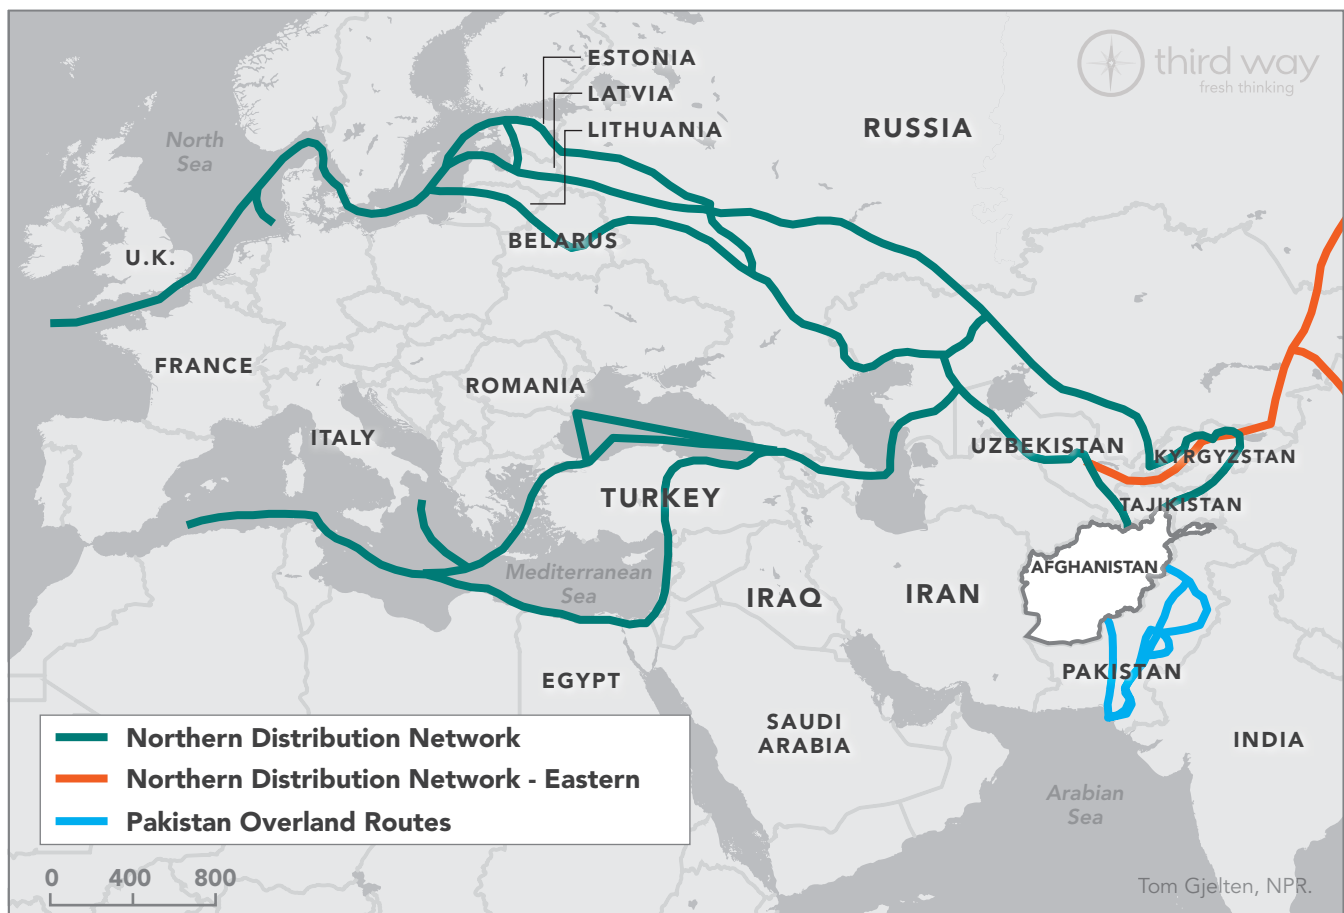 ESTONIA
LATVIA
LITHUANIA
third way
fresh thinking
RUSSIA
North
Sea
BELARUS
U.K.
FRANCE
ROMANIA
ITALY
UZBEKISTAN
KYRGYZSTAN
TURKEY
TAJIKISTAN
AFGHANISTAN
Mediterranean
Sea
IRAQ
IRAN
PAKISTAN
EGYPT
SAUDI
ARABIA
INDIA
Arabian
Sea
Northern Distribution Network
Northern Distribution Network - Eastern
Pakistan Overland Routes
0 400 800
Tom Gjelten, NPR.